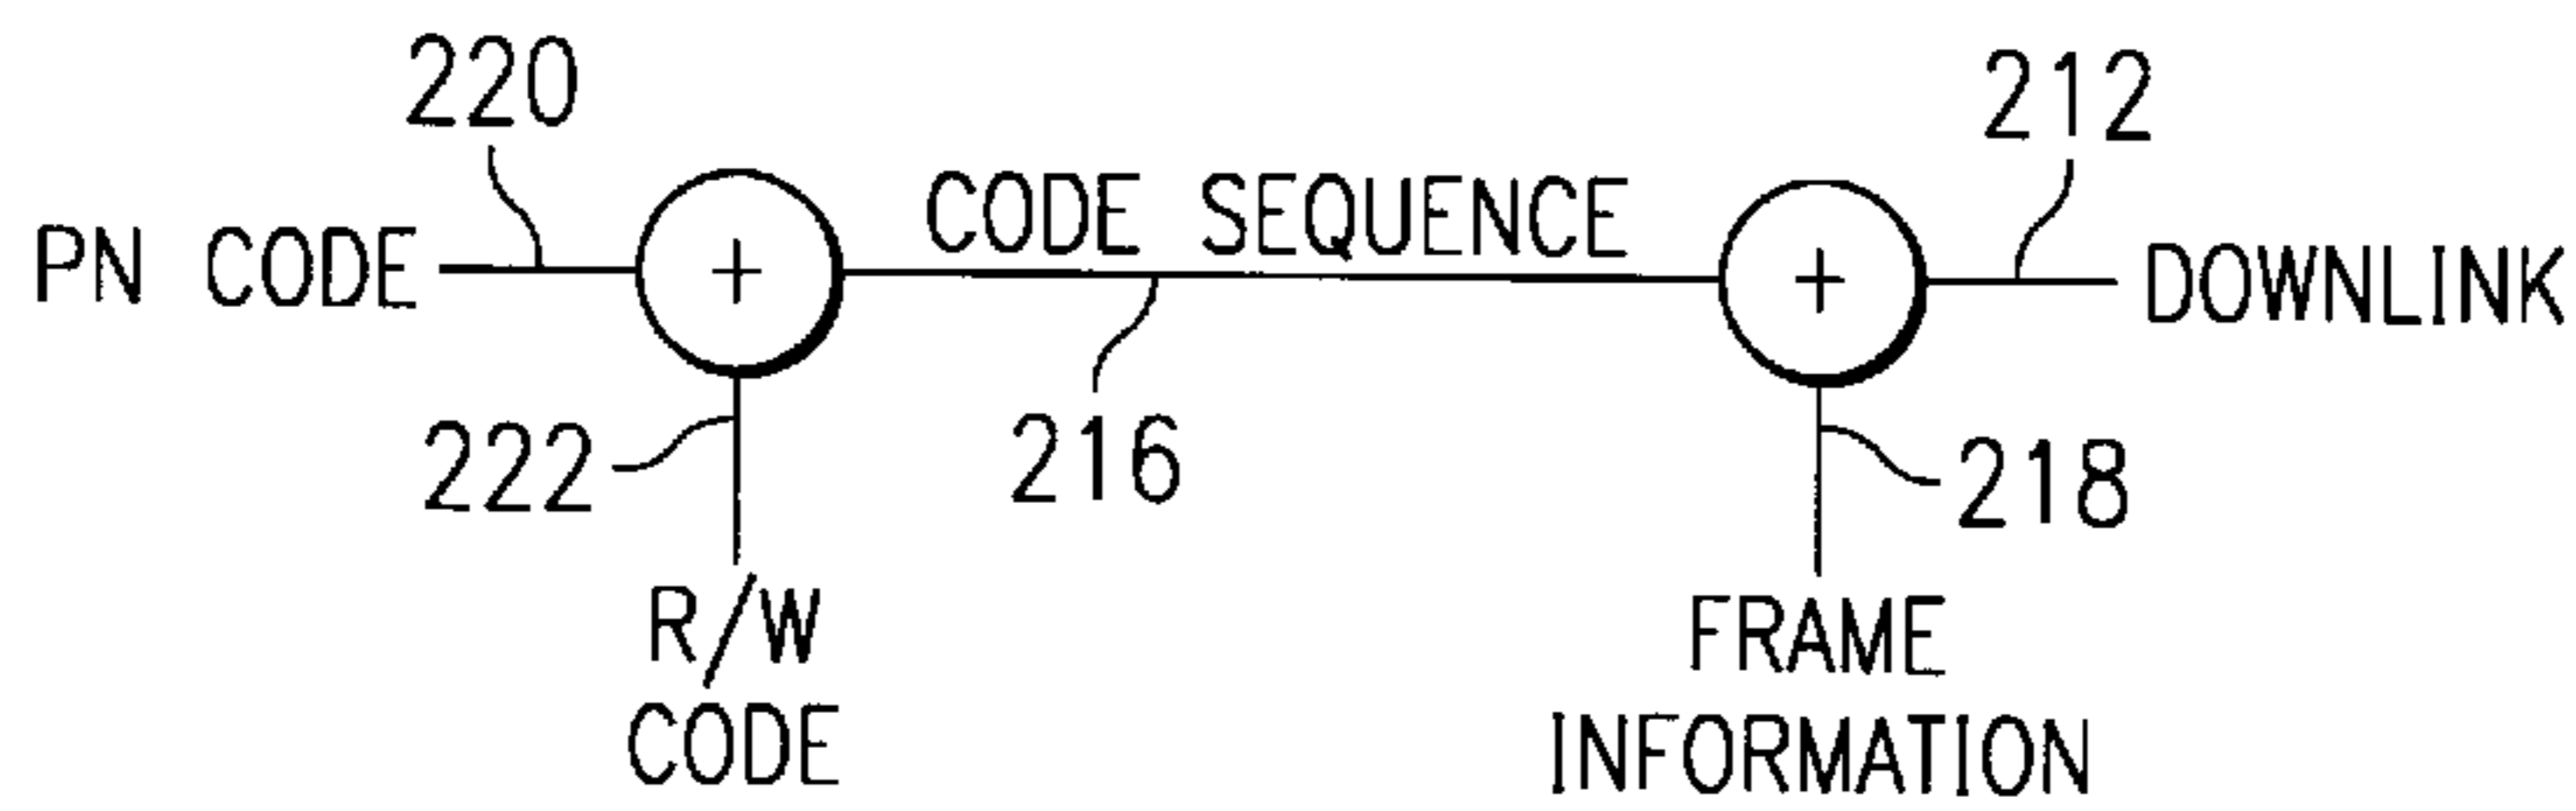 220
212
PN CODE
+
CODE SEQUENCE
+
DOWNLINK
222
216
218
R/W
CODE
FRAME
INFORMATION